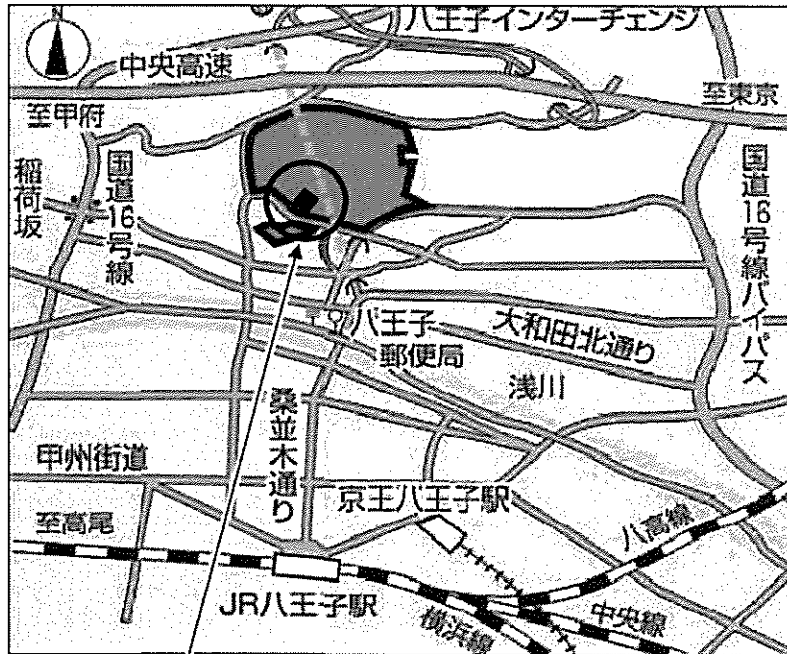 N
八王子インターチェンジ
中央高速
至甲府
至東京
稲荷坂
国道16号線
国道16号線バイパス
八王子
郵便局
大和田北通り
浅川
桑並木通り
甲州街道
京王八王子駅
至高尾
八高線
JR八王子駅
横浜線
中央線